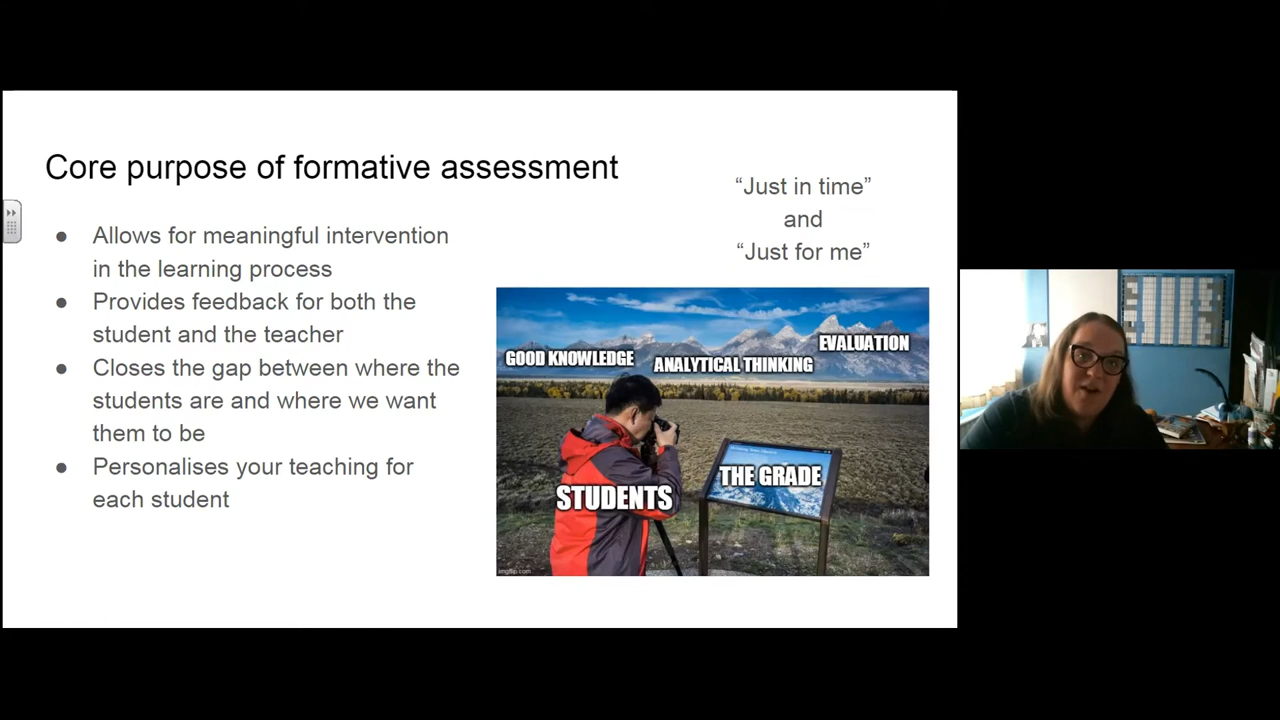 Core purpose of formative assessment
“Just in time”
and
“Just for me”
● Allows for meaningful intervention
in the learning process
● Provides feedback for both the
student and the teacher
● Closes the gap between where the
students are and where we want
them to be
● Personalises your teaching for
each student
GOOD KNOWLEDGE
ANALYTICAL THINKING
EVALUATION
STUDENTS
THE GRADE
imgflip.com